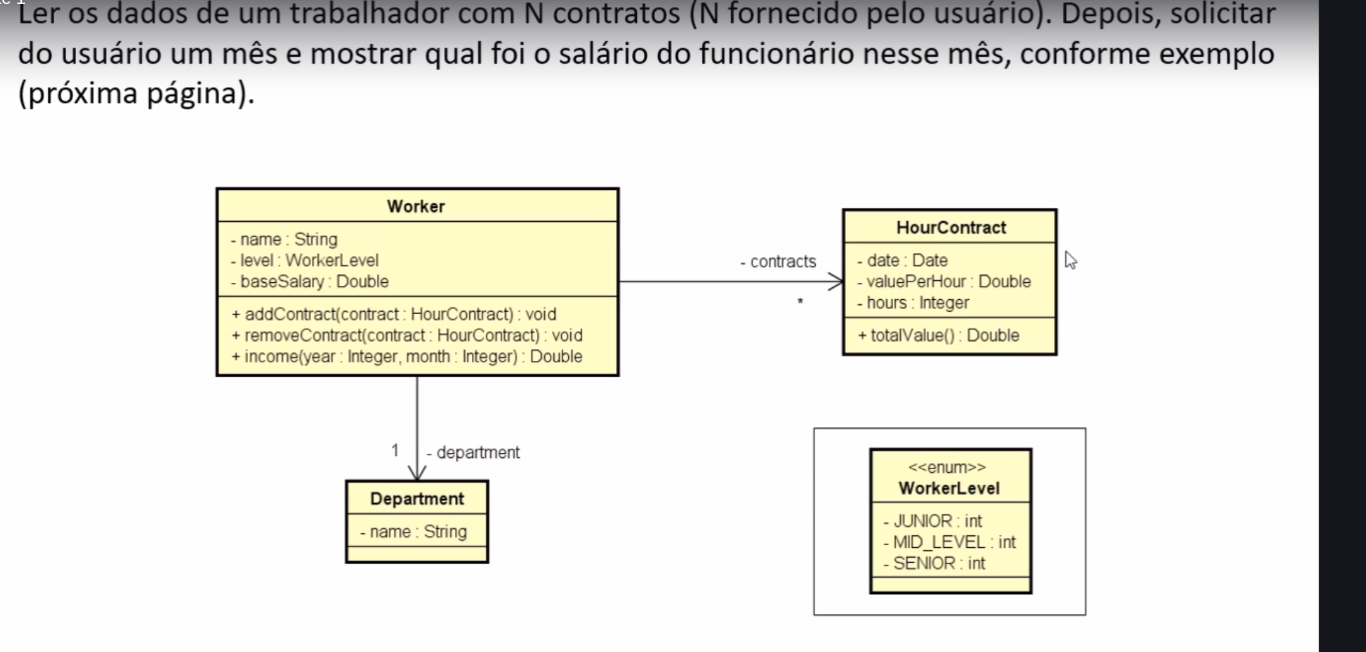 Ler os dados de um trabalhador com N contratos (N fornecido pelo usuário). Depois, solicitar
do usuário um mês e mostrar qual foi o salário do funcionário nesse mês, conforme exemplo
(próxima página).
Worker
- name : String
- level : WorkerLevel
- baseSalary : Double
+ addContract(contract : HourContract) : void
+ removeContract(contract : HourContract) : void
+ income(year : Integer, month : Integer) : Double
- contracts
*
HourContract
- date : Date
- valuePerHour : Double
- hours : Integer
+ totalValue() : Double
1 - department
Department
- name : String
<<enum>>
WorkerLevel
- JUNIOR : int
- MID_LEVEL : int
- SENIOR : int